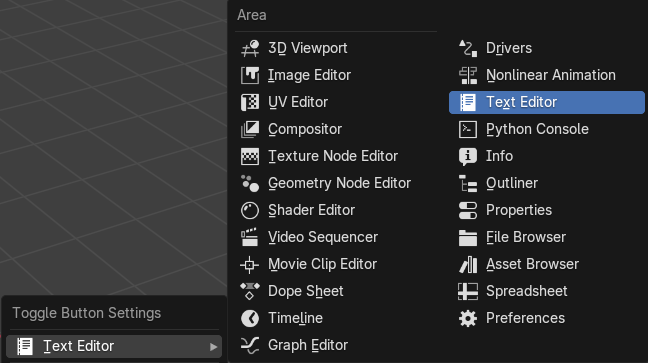 Area
3D Viewport
Image Editor
UV Editor
Compositor
Texture Node Editor
Geometry Node Editor
Shader Editor
Video Sequencer
Movie Clip Editor
Dope Sheet
Timeline
Graph Editor
Drivers
Nonlinear Animation
Text Editor
Python Console
Info
Outliner
Properties
File Browser
Asset Browser
Spreadsheet
Preferences
Toggle Button Settings
Text Editor